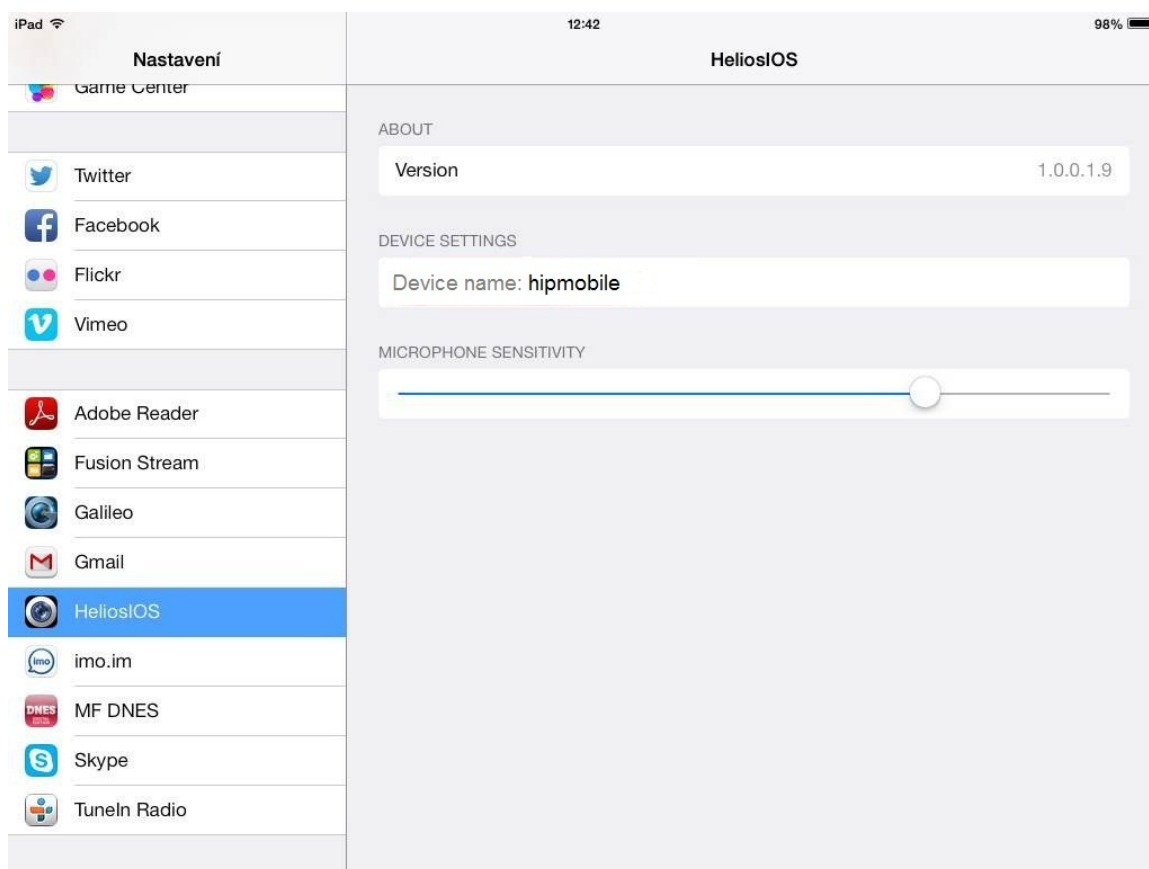 iPad 12:42 98%
Nastavení
HeliosIOS
Game Center
Twitter
Facebook
Flickr
Vimeo
Adobe Reader
Fusion Stream
Galileo
Gmail
HeliosIOS
imo
imo.im
DNES
MF DNES
Skype
TuneIn Radio
ABOUT
Version 1.0.0.1.9
DEVICE SETTINGS
Device name: hipmobile
MICROPHONE SENSITIVITY